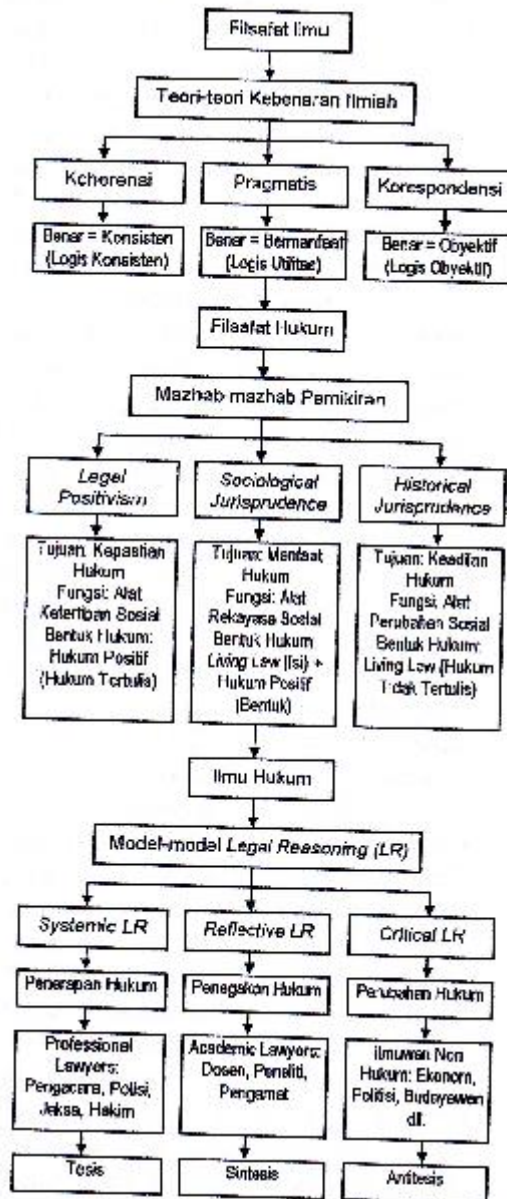 Filsafat Ilmu
Teori-teori Kebenaran Ilmiah
Koherensi
Pragmatis
Korespondensi
Benar = Konsisten
(Logis Konsisten)
Benar = Bermanfaat
(Logis Utilitas)
Benar = Obyektif
(Logis Obyektif)
Filsafat Hukum
Mazhab mazhab Pemikiran
Legal
Positivism
Sociological
Jurisprudence
Historical
Jurisprudence
Tujuan: Kepastian
Hukum
Fungsi: Alat
Ketertiban Sosial
Bentuk Hukum:
Hukum Positif
(Hukum Tertulis)
Tujuan: Manfaat
Hukum
Fungsi: Alat
Rekayasa Sosial
Bentuk Hukum
Living Law (Isi) +
Hukum Positif
(Bentuk)
Tujuan: Keadilan
Hukum
Fungsi: Alat
Perubahan Sosial
Bentuk Hukum:
Living Law (Hukum
Tidak Tertulis)
Ilmu Hukum
Model-model Legal Reasoning (LR)
Systemic LR
Reflective LR
Critical LR
Penerapan Hukum
Penegakan Hukum
Perubahan Hukum
Professional
Lawyers:
Pengacara, Polisi,
Jaksa, Hakim
Academic Lawyers:
Dosen, Peneliti,
Pengamat
Ilmuwan Non
Hukum: Ekonom,
Politisi, Budayawan
dll.
Tesis
Sintesis
Antitesis